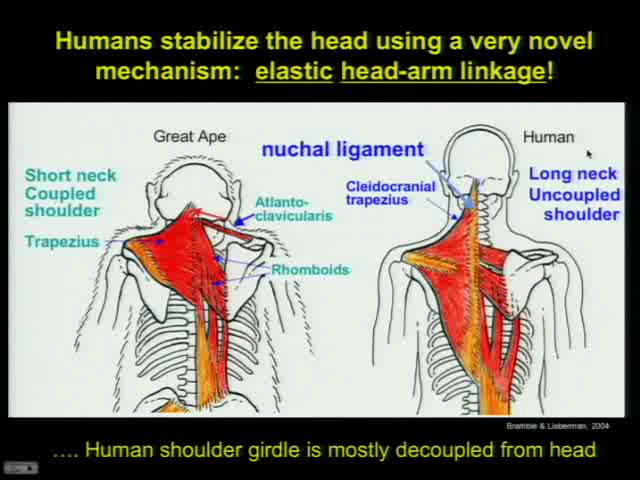 Humans stabilize the head using a very novel
mechanism: elastic head-arm linkage!
Great Ape
nuchal ligament
Human
Short neck
Coupled
shoulder
Trapezius
Atlanto-
clavicularis
Rhomboids
Cleidocranial
trapezius
Long neck
Uncoupled
shoulder
Bramble & Lieberman, 2004
.... Human shoulder girdle is mostly decoupled from head